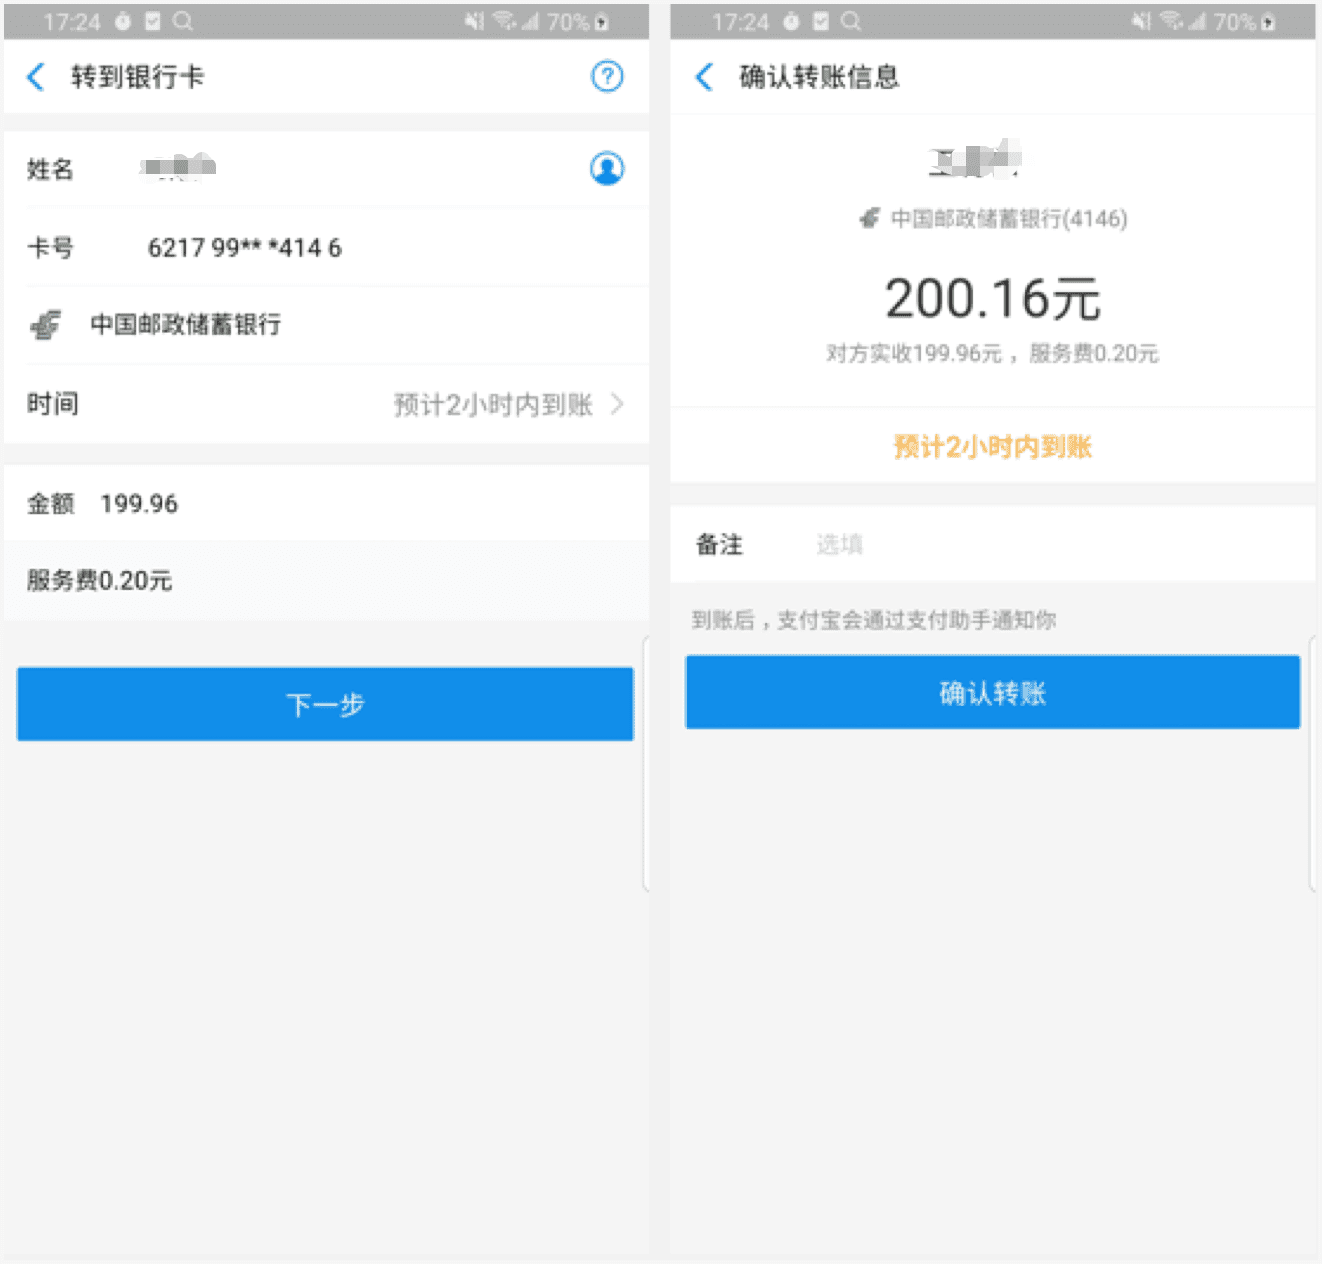 17:24
70%
转到银行卡
姓名
卡号 6217 99** *414 6
中国邮政储蓄银行
时间 预计2小时内到账
金额 199.96
服务费0.20元
下一步
17:24
70%
确认转账信息
中国邮政储蓄银行(4146)
200.16元
对方实收199.96元，服务费0.20元
预计2小时内到账
备注 选填
到账后，支付宝会通过支付助手通知你
确认转账